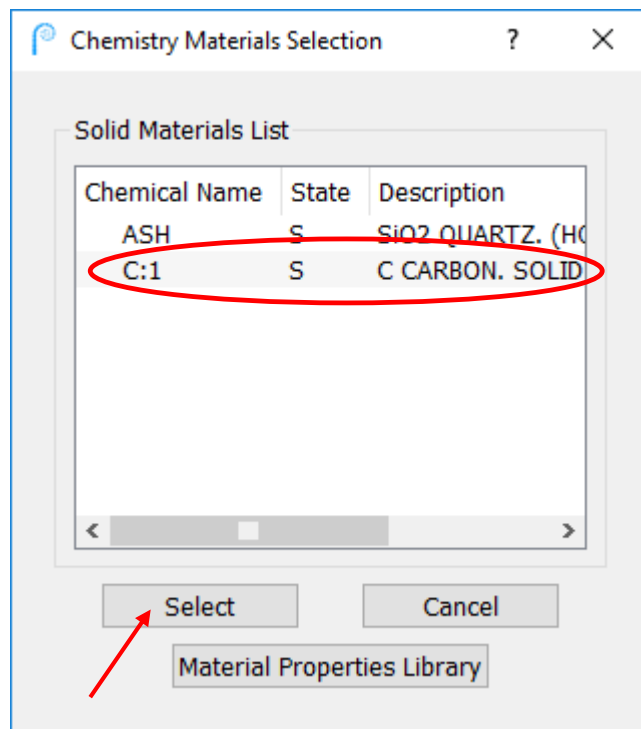 Chemistry Materials Selection ?
Solid Materials List
Chemical Name State Description
ASH S SiO2 QUARTZ. (HO
C:1 S C CARBON. SOLID
Select Cancel
Material Properties Library